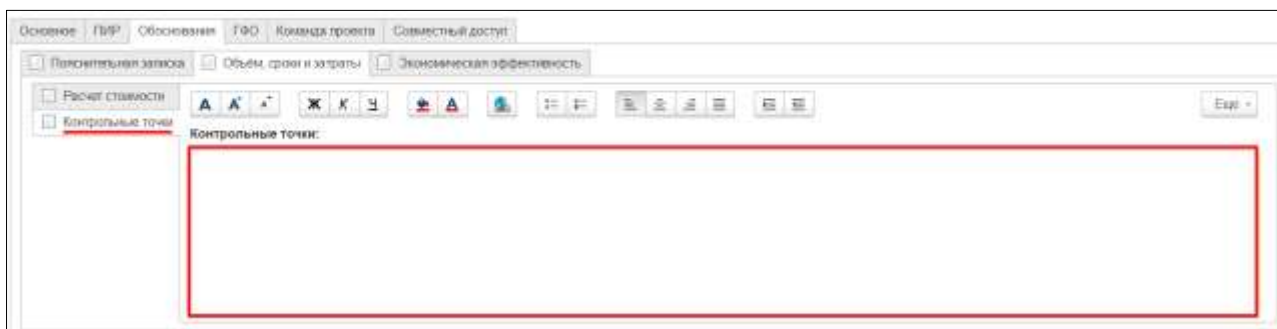 Основное ПИР Обоснования ГФО Команда проекта Совместный доступ
Пояснительная записка Объём, сроки и затраты Экономическая эффективность
Расчет стоимости
Контрольные точки
А А А Ж К Ч А Ещё
Контрольные точки: